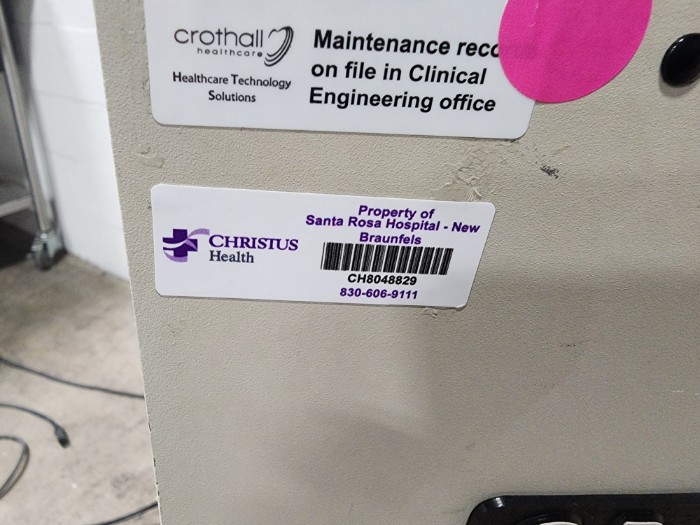 crothall
healthcare
Healthcare Technology
Solutions
Maintenance reco
on file in Clinical
Engineering office
CHRISTUS
Health
Property of
Santa Rosa Hospital - New
Braunfels
CH8048829
830-606-9111